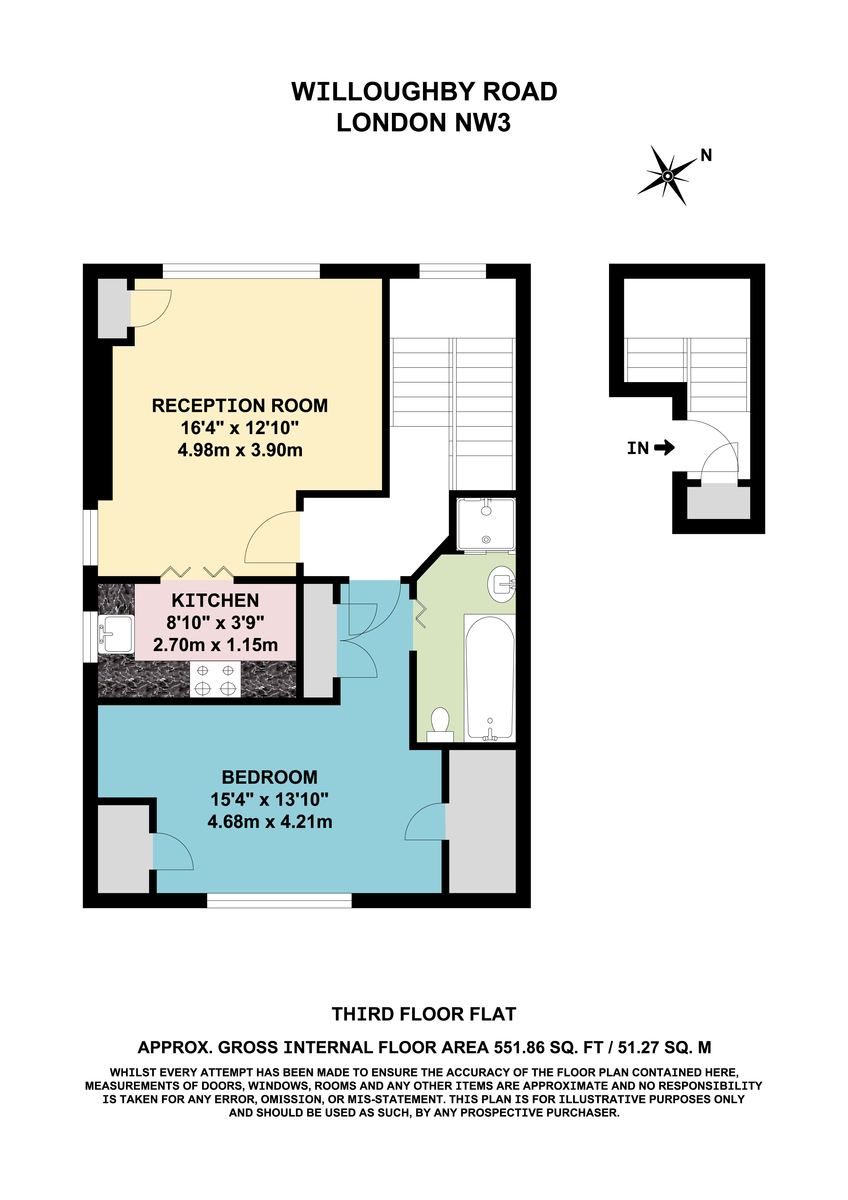 WILLOUGHBY ROAD
LONDON NW3
N
RECEPTION ROOM
16'4" x 12'10"
4.98m x 3.90m
IN
KITCHEN
8'10" x 3'9"
2.70m x 1.15m
BEDROOM
15'4" x 13'10"
4.68m x 4.21m
THIRD FLOOR FLAT
APPROX. GROSS INTERNAL FLOOR AREA 551.86 SQ. FT / 51.27 SQ. M
WHILST EVERY ATTEMPT HAS BEEN MADE TO ENSURE THE ACCURACY OF THE FLOOR PLAN CONTAINED HERE,
MEASUREMENTS OF DOORS, WINDOWS, ROOMS AND ANY OTHER ITEMS ARE APPROXIMATE AND NO RESPONSIBILITY
IS TAKEN FOR ANY ERROR, OMISSION, OR MIS-STATEMENT. THIS PLAN IS FOR ILLUSTRATIVE PURPOSES ONLY
AND SHOULD BE USED AS SUCH, BY ANY PROSPECTIVE PURCHASER.